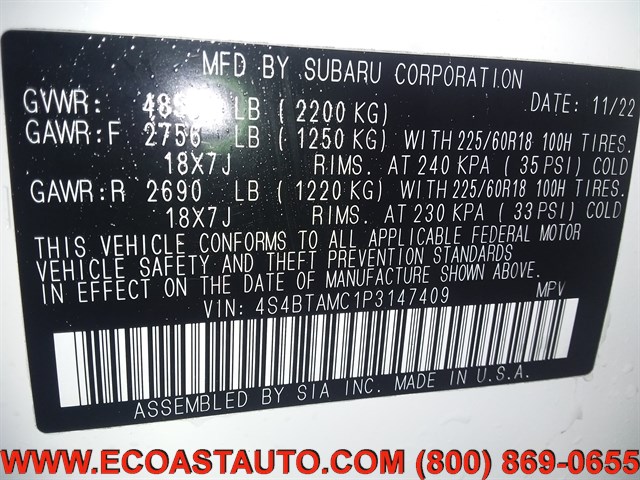 MFD BY SUBARU CORPORATION
GVWR: LB ( 2200 KG) DATE: 11/22
GAWR:F 2756 LB ( 1250 KG) WITH 225/60R18 100H TIRES.
18X7J RIMS. AT 240 KPA ( 35 PSI) COLD
GAWR:R 2690 LB ( 1220 KG) WITH 225/60R18 100H TIRES.
18X7J RIMS. AT 230 KPA ( 33 PSI) COLD
THIS VEHICLE CONFORMS TO ALL APPLICABLE FEDERAL MOTOR
VEHICLE SAFETY AND THEFT PREVENTION STANDARDS
IN EFFECT ON THE DATE OF MANUFACTURE SHOWN ABOVE.
VIN: 4S4BTAMC1P3147409 MPV
ASSEMBLED BY SIA INC. MADE IN U.S.A.
WWW.ECOASTAUTO.COM (800) 869-0655